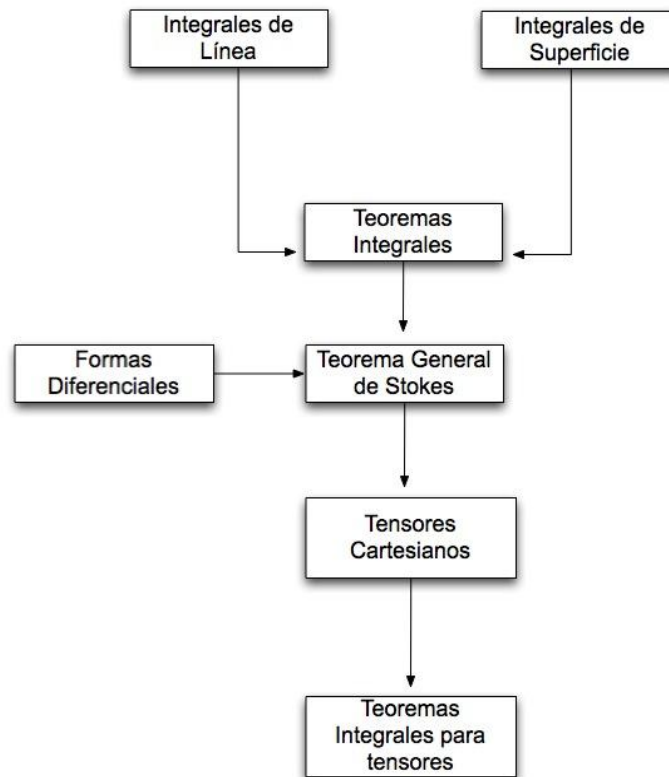 Integrales de
Línea
Integrales de
Superficie
Teoremas
Integrales
Formas
Diferenciales
Teorema General
de Stokes
Tensores
Cartesianos
Teoremas
Integrales para
tensores